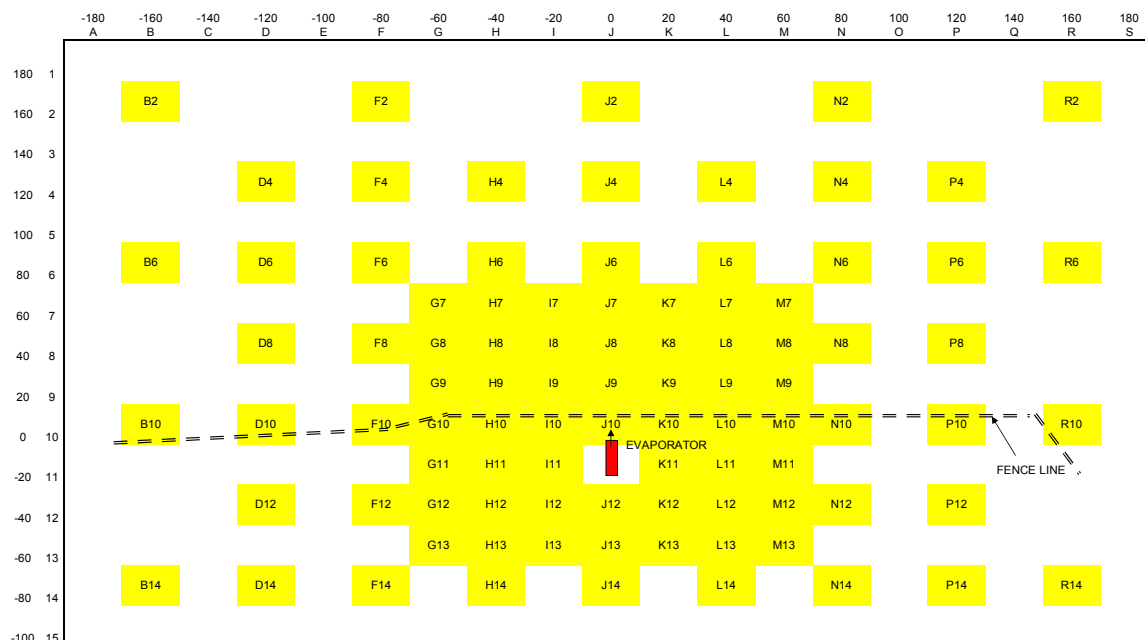 -180 -160 -140 -120 -100 -80 -60 -40 -20 0 20 40 60 80 100 120 140 160 180
A B C D E F G H I J K L M N O P Q R S
180 1
B2 F2 J2 N2 R2
160 2
140 3
D4 F4 H4 J4 L4 N4 P4
120 4
100 5
B6 D6 F6 H6 J6 L6 N6 P6 R6
80 6
G7 H7 I7 J7 K7 L7 M7
60 7
D8 F8 G8 H8 I8 J8 K8 L8 M8 N8 P8
40 8
G9 H9 I9 J9 K9 L9 M9
20 9
B10 D10 F10 G10 H10 I10 J10 K10 L10 M10 N10 P10 R10
0 10
EVAPORATOR
G11 H11 I11 K11 L11 M11
FENCE LINE
-20 11
D12 F12 G12 H12 I12 J12 K12 L12 M12 N12 P12
-40 12
G13 H13 I13 J13 K13 L13 M13
-60 13
B14 D14 F14 H14 J14 L14 N14 P14 R14
-80 14
-100 15